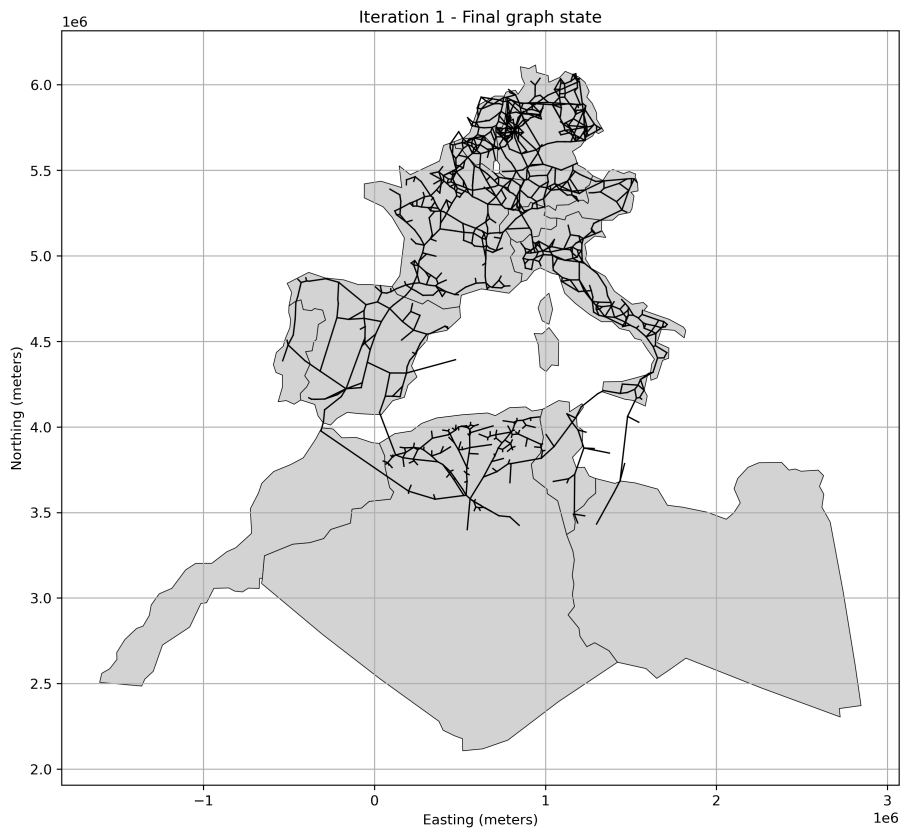 Iteration 1 - Final graph state
1e6
6.0
5.5
5.0
4.5
4.0
3.5
3.0
2.5
2.0
Northing (meters)
−1
0
1
2
3
1e6
Easting (meters)